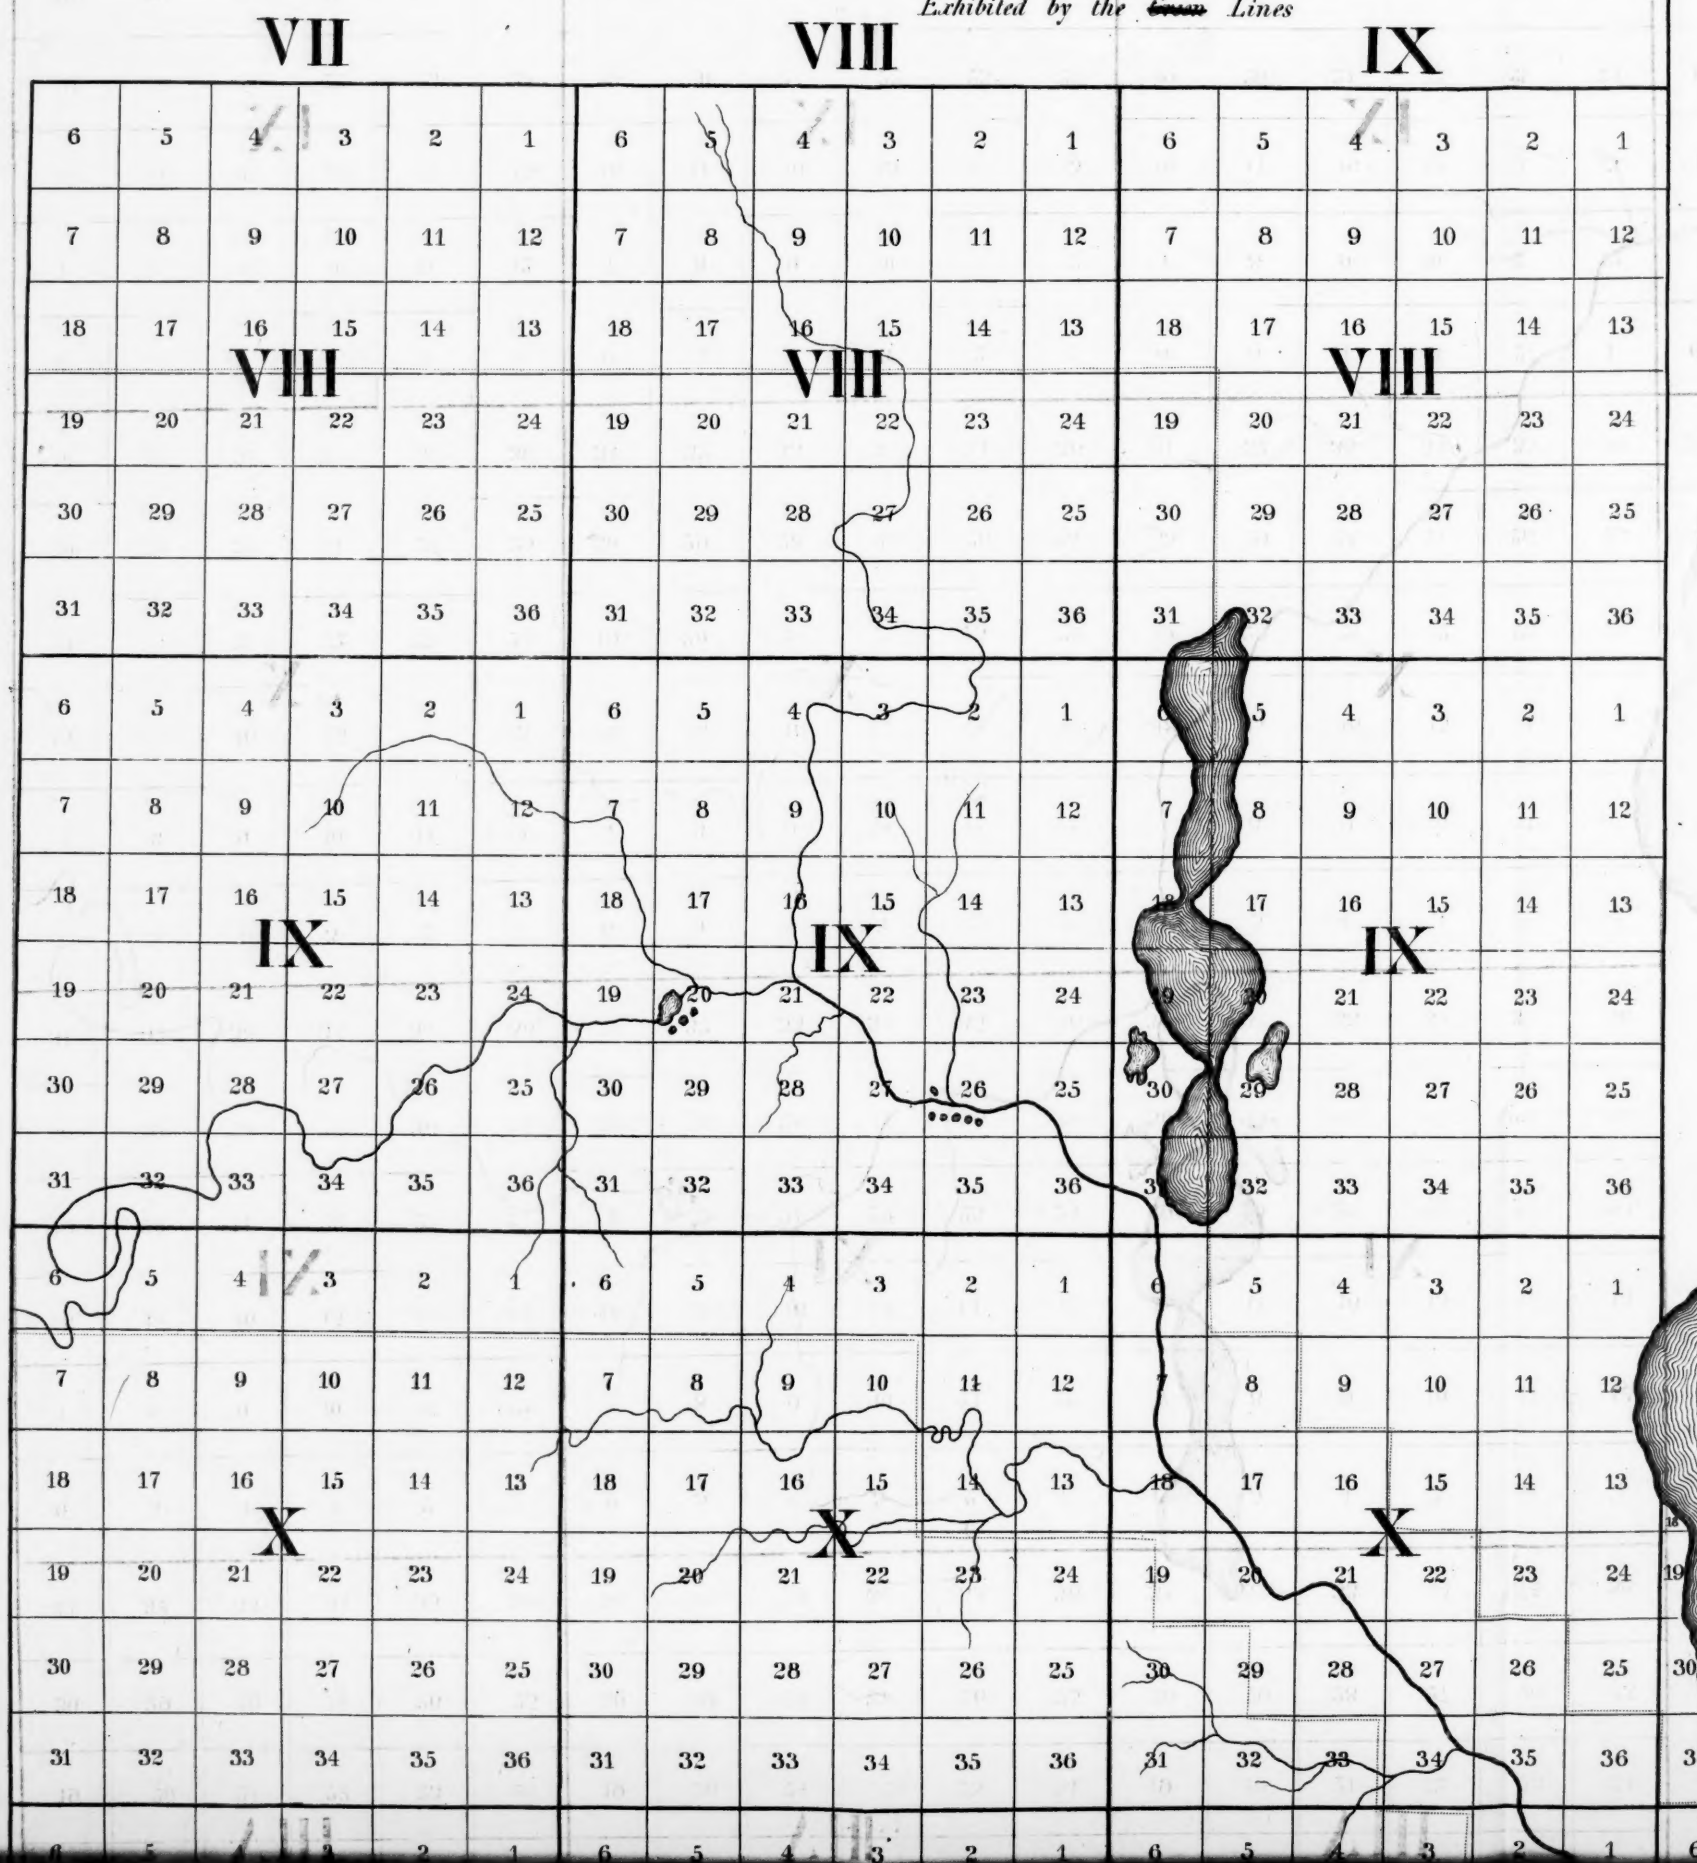 Exhibited by the Green Lines
VII VIII IX
6 5 4 3 2 1 6 5 4 3 2 1 6 5 4 3 2 1
7 8 9 10 11 12 7 8 9 10 11 12 7 8 9 10 11 12
18 17 16 15 14 13 18 17 16 15 14 13 18 17 16 15 14 13
VIII VIII VIII
19 20 21 22 23 24 19 20 21 22 23 24 19 20 21 22 23 24
30 29 28 27 26 25 30 29 28 27 26 25 30 29 28 27 26 25
31 32 33 34 35 36 31 32 33 34 35 36 31 32 33 34 35 36
6 5 4 3 2 1 6 5 4 3 2 1 6 5 4 3 2 1
7 8 9 10 11 12 7 8 9 10 11 12 7 8 9 10 11 12
18 17 16 15 14 13 18 17 16 15 14 13 18 17 16 15 14 13
IX IX IX
19 20 21 22 23 24 19 20 21 22 23 24 19 20 21 22 23 24
30 29 28 27 26 25 30 29 28 27 26 25 30 29 28 27 26 25
31 32 33 34 35 36 31 32 33 34 35 36 31 32 33 34 35 36
6 5 4 3 2 1 6 5 4 3 2 1 6 5 4 3 2 1
7 8 9 10 11 12 7 8 9 10 11 12 7 8 9 10 11 12
18 17 16 15 14 13 18 17 16 15 14 13 18 17 16 15 14 13 18
X X X
19 20 21 22 23 24 19 20 21 22 23 24 19 20 21 22 23 24 19
30 29 28 27 26 25 30 29 28 27 26 25 30 29 28 27 26 25 30
31 32 33 34 35 36 31 32 33 34 35 36 31 32 33 34 35 36 3
6 5 4 3 2 1 6 5 4 3 2 1 6 5 4 3 2 1 6